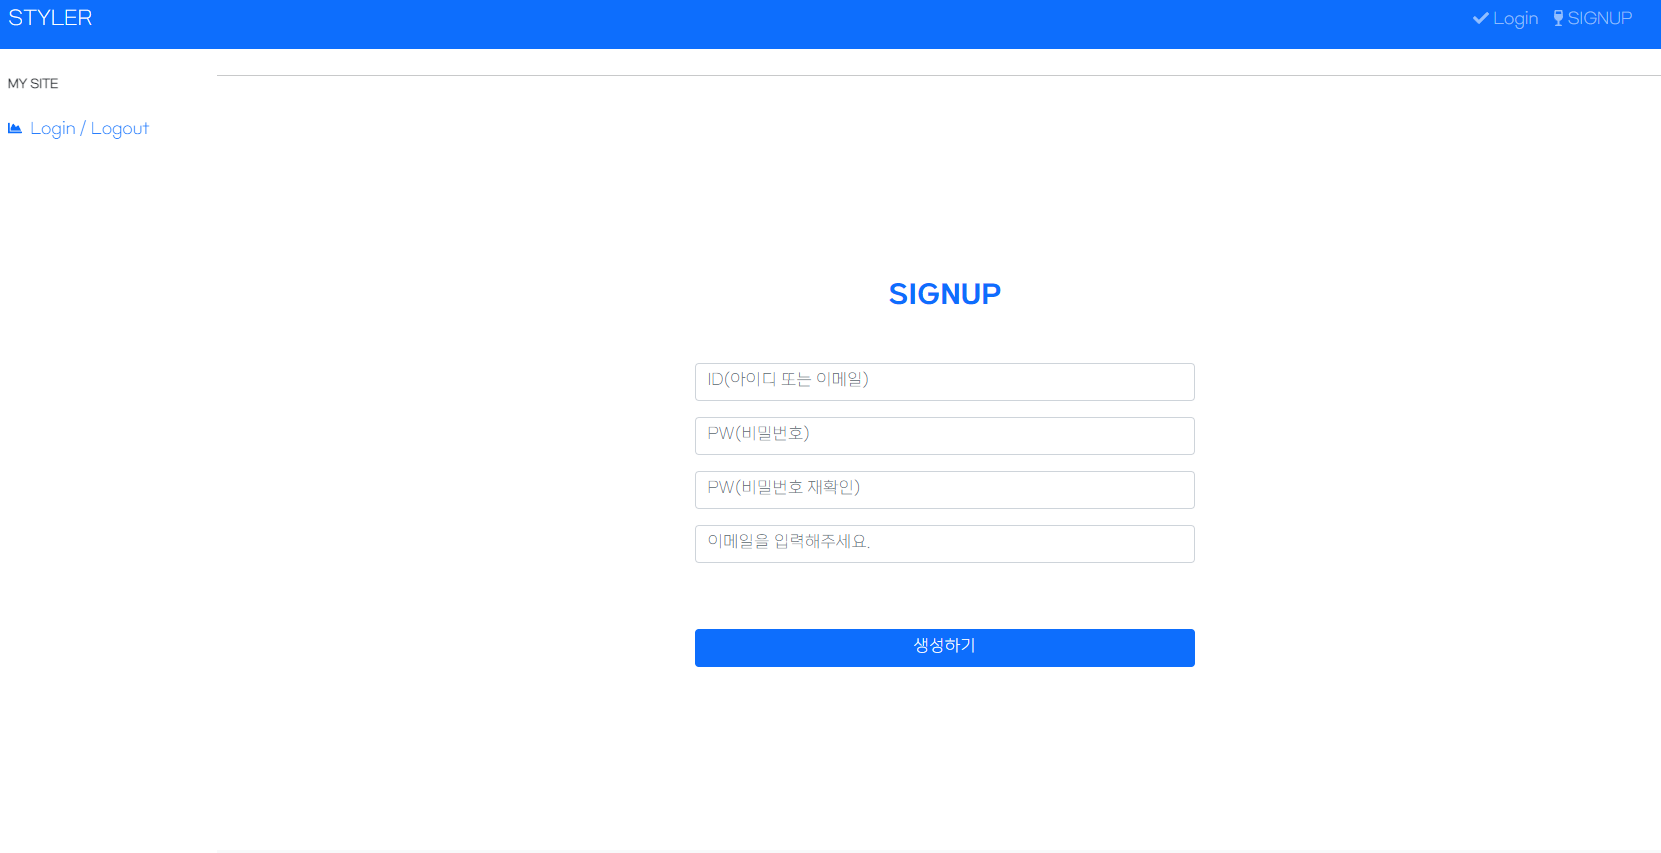 STYLER
Login
SIGNUP
MY SITE
Login / Logout
SIGNUP
ID(아이디 또는 이메일)
PW(비밀번호)
PW(비밀번호 재확인)
이메일을 입력해주세요.
생성하기